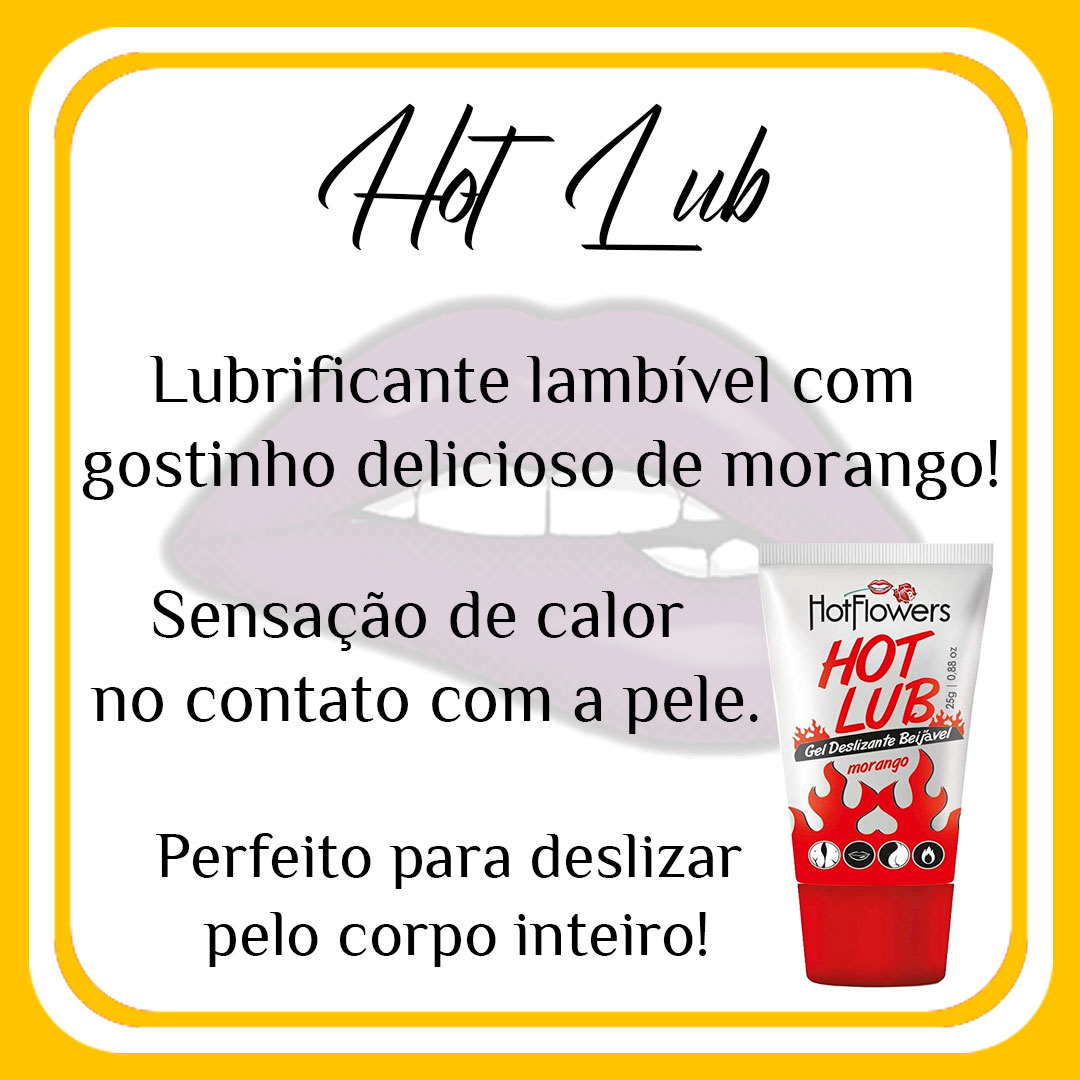 Hot Lub
Lubrificante lambível com
gostinho delicioso de morango!
Sensação de calor
no contato com a pele.
Perfeito para deslizar
pelo corpo inteiro!
HotFlowers
HOT
LUB
25g | 0.88 oz
Gel Deslizante Beijável
morango